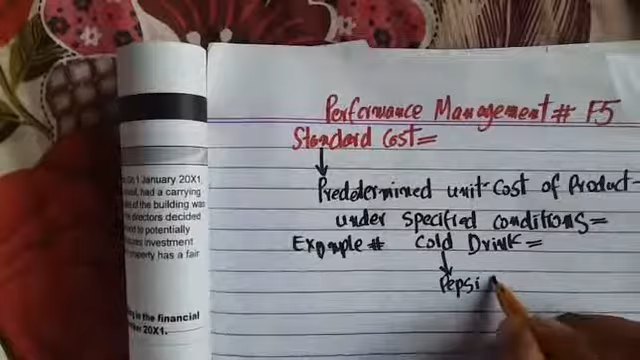 Performance Management # F5
Standard Cost =
Predetermined unit cost of Product
under specified conditions =
Example # Cold Drink =
Pepsi
1 January 20X1,
had a carrying
of the building was
directors decided
to potentially
investment
property has a fair
in the financial
20X1.